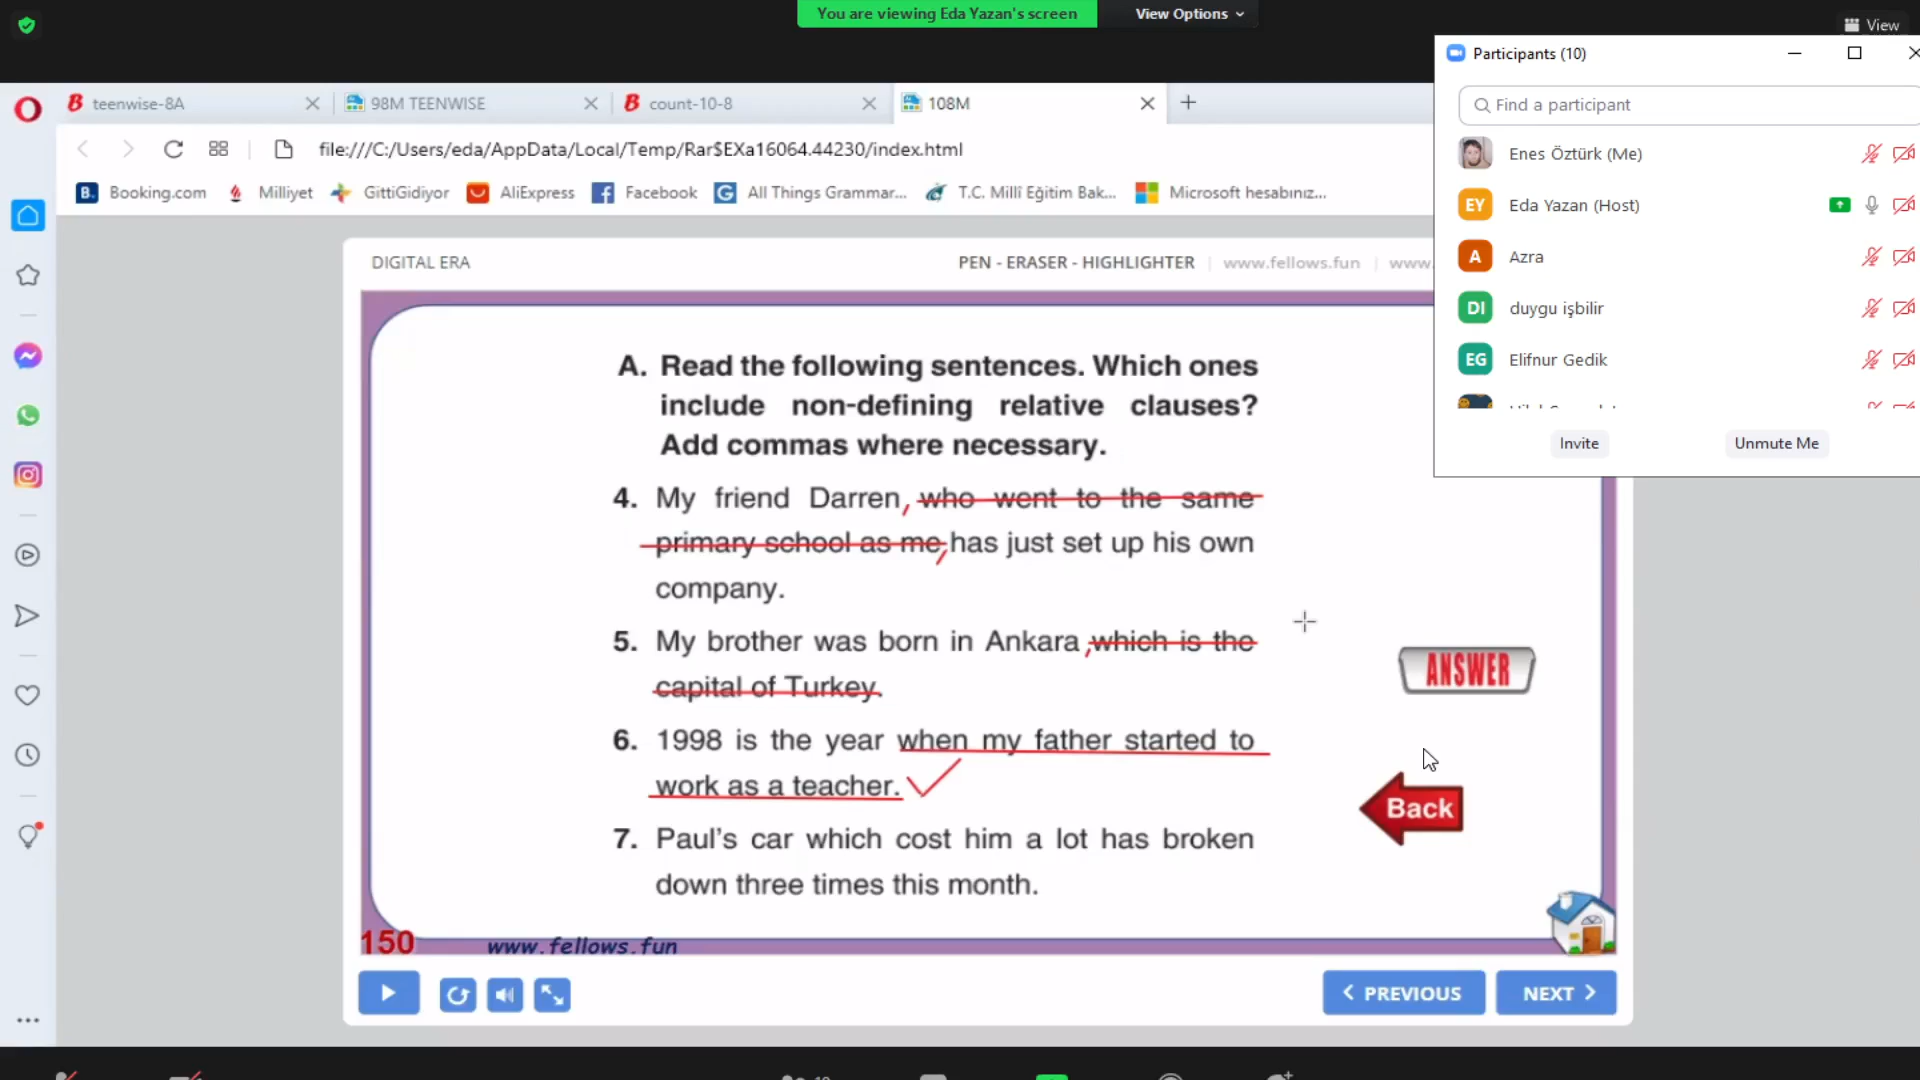 You are viewing Eda Yazan's screen
View Options
View
Participants (10)
Find a participant
Enes Öztürk (Me)
EY Eda Yazan (Host)
A Azra
DI duygu işbilir
EG Elifnur Gedik
Invite
Unmute Me
teenwise-8A
98M TEENWISE
count-10-8
108M
file:///C:/Users/eda/AppData/Local/Temp/Rar$EXa16064.44230/index.html
B. Booking.com
Milliyet
GittiGidiyor
AliExpress
Facebook
G All Things Grammar...
T.C. Millî Eğitim Bak...
Microsoft hesabınız...
DIGITAL ERA
PEN - ERASER - HIGHLIGHTER
www.fellows.fun
www.
A. Read the following sentences. Which ones
include non-defining relative clauses?
Add commas where necessary.
4. My friend Darren, who went to the same
primary school as me, has just set up his own
company.
5. My brother was born in Ankara ,which is the
capital of Turkey.
6. 1998 is the year when my father started to
work as a teacher.
7. Paul's car which cost him a lot has broken
down three times this month.
ANSWER
Back
150
www.fellows.fun
PREVIOUS
NEXT